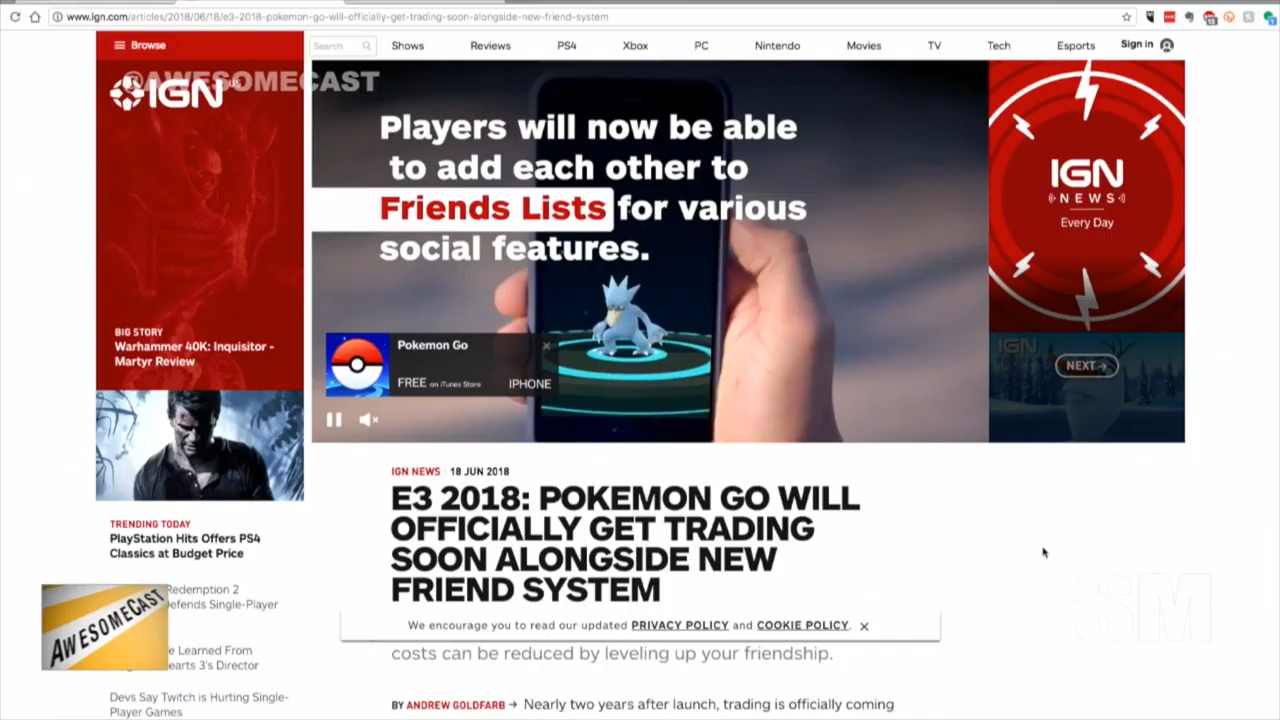 www.ign.com/articles/2018/06/18/e3-2018-pokemon-go-will-officially-get-trading-soon-alongside-new-friend-system
Browse
Search
Shows
Reviews
PS4
Xbox
PC
Nintendo
Movies
TV
Tech
Esports
Sign in
@AWESOMECAST
IGN US
BIG STORY
Warhammer 40K: Inquisitor -
Martyr Review
Players will now be able
to add each other to
Friends Lists for various
social features.
Pokemon Go
FREE on iTunes Store
IPHONE
IGN
NEWS
Every Day
IGN
NEXT
TRENDING TODAY
PlayStation Hits Offers PS4
Classics at Budget Price
Redemption 2
efends Single-Player
e Learned From
earts 3's Director
Devs Say Twitch is Hurting Single-
Player Games
AWESOMECAST
IGN NEWS 18 JUN 2018
E3 2018: POKEMON GO WILL
OFFICIALLY GET TRADING
SOON ALONGSIDE NEW
FRIEND SYSTEM
We encourage you to read our updated PRIVACY POLICY and COOKIE POLICY.
costs can be reduced by leveling up your friendship.
BY ANDREW GOLDFARB Nearly two years after launch, trading is officially coming
SM